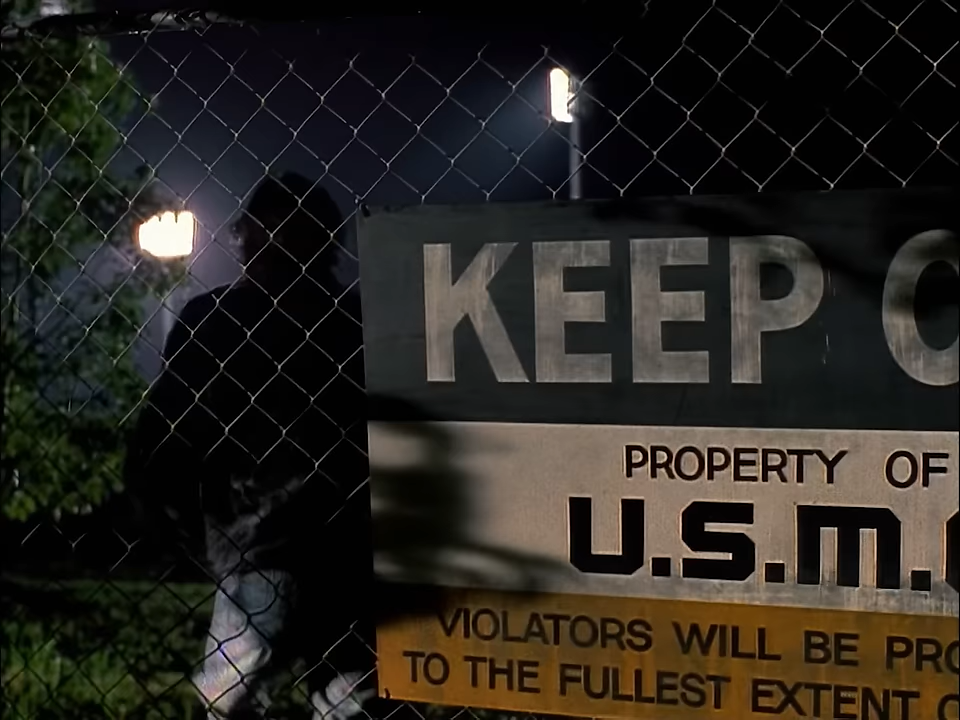 KEEP O
PROPERTY OF
U.S.M.C
VIOLATORS WILL BE PRO
TO THE FULLEST EXTENT O